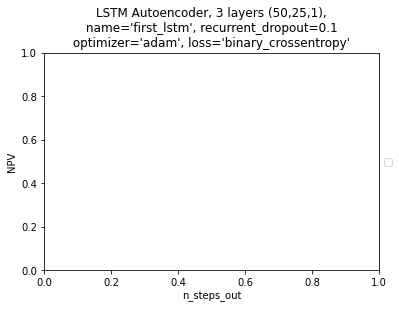 LSTM Autoencoder, 3 layers (50,25,1),
name='first_lstm', recurrent_dropout=0.1
optimizer='adam', loss='binary_crossentropy'
1.0
0.8
0.6
0.4
0.2
0.0
NPV
0.0 0.2 0.4 0.6 0.8 1.0
n_steps_out